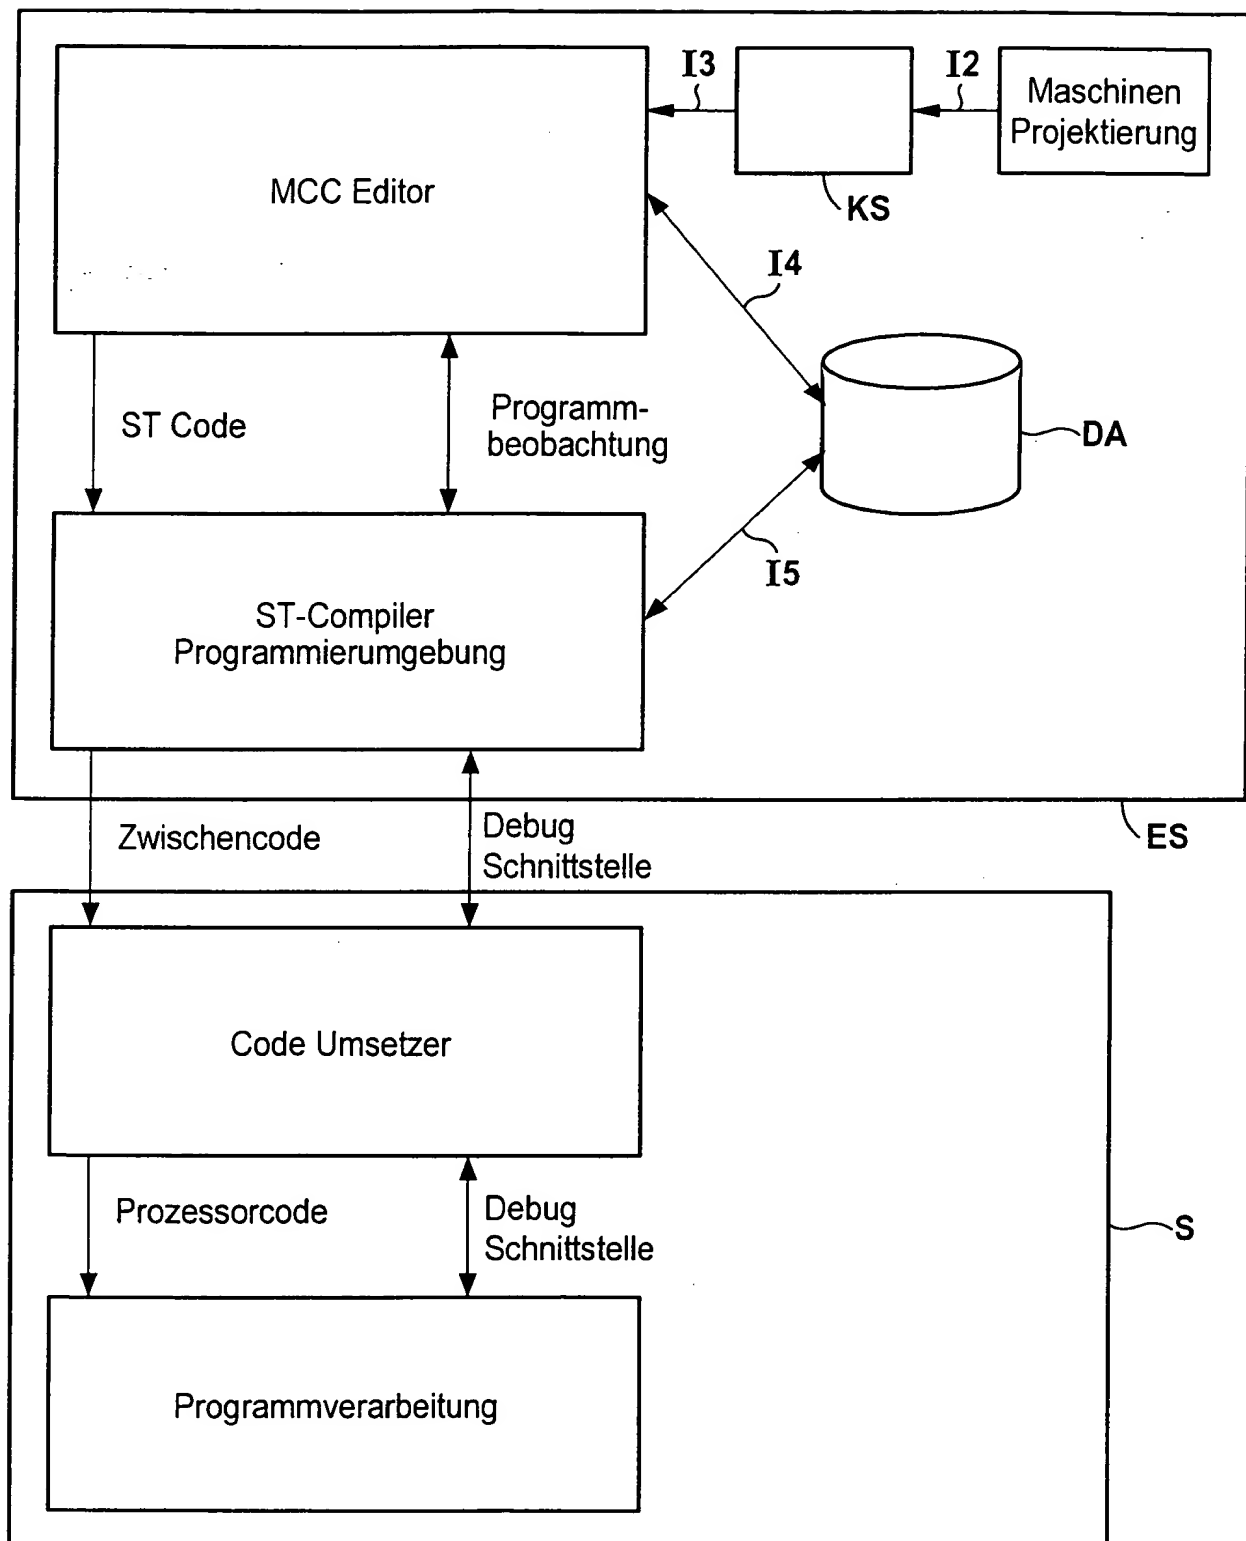 I3
I2
Maschinen
Projektierung
MCC Editor
KS
I4
ST Code
Programm-
beobachtung
DA
I5
ST-Compiler
Programmierumgebung
Zwischencode
Debug
Schnittstelle
ES
Code Umsetzer
Prozessorcode
Debug
Schnittstelle
S
Programmverarbeitung